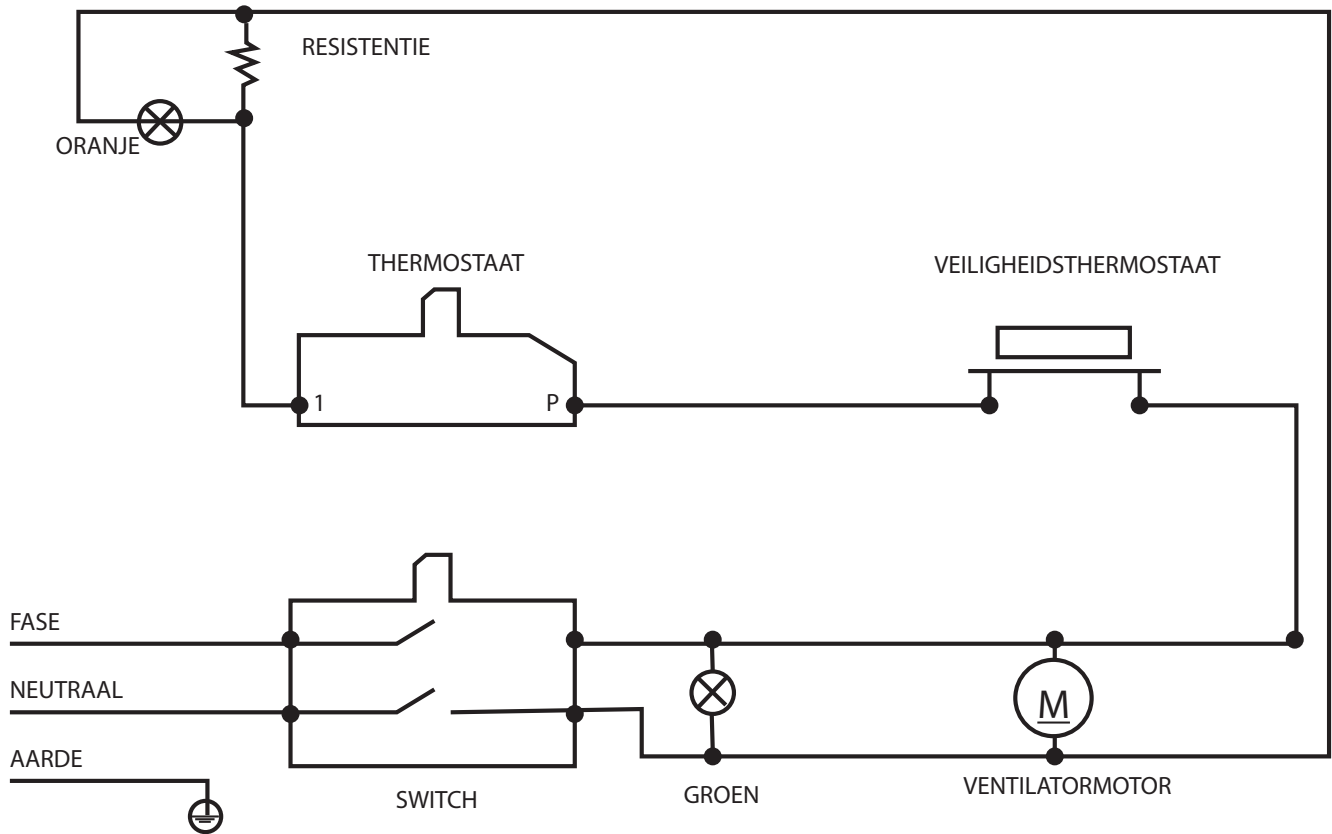 RESISTENTIE
ORANJE
THERMOSTAAT
VEILIGHEIDSTHERMOSTAAT
1
P
FASE
NEUTRAAL
AARDE
SWITCH
GROEN
M
VENTILATORMOTOR